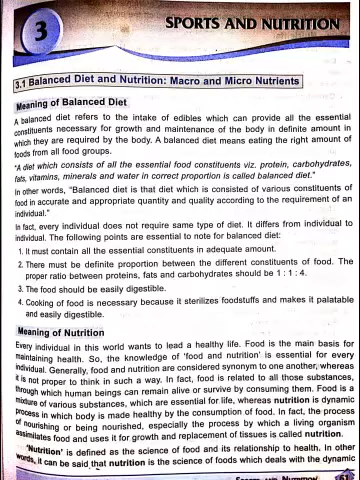 3
SPORTS AND NUTRITION
3.1 Balanced Diet and Nutrition: Macro and Micro Nutrients
Meaning of Balanced Diet
A balanced diet refers to the intake of edibles which can provide all the essential
constituents necessary for growth and maintenance of the body in definite amount in
which they are required by the body. A balanced diet means eating the right amount of
foods from all food groups.
"A diet which consists of all the essential food constituents viz. protein, carbohydrates,
fats, vitamins, minerals and water in correct proportion is called balanced diet."
In other words, "Balanced diet is that diet which is consisted of various constituents of
food in accurate and appropriate quantity and quality according to the requirement of an
individual."
In fact, every individual does not require same type of diet. It differs from individual to
individual. The following points are essential to note for balanced diet:
1. It must contain all the essential constituents in adequate amount.
2. There must be definite proportion between the different constituents of food. The
proper ratio between proteins, fats and carbohydrates should be 1 : 1 : 4.
3. The food should be easily digestible.
4. Cooking of food is necessary because it sterilizes foodstuffs and makes it palatable
and easily digestible.
Meaning of Nutrition
Every individual in this world wants to lead a healthy life. Food is the main basis for
maintaining health. So, the knowledge of 'food and nutrition' is essential for every
individual. Generally, food and nutrition are considered synonym to one another, whereas
it is not proper to think in such a way. In fact, food is related to all those substances,
through which human beings can remain alive or survive by consuming them. Food is a
mixture of various substances, which are essential for life, whereas nutrition is dynamic
process in which body is made healthy by the consumption of food. In fact, the process
of nourishing or being nourished, especially the process by which a living organism
assimilates food and uses it for growth and replacement of tissues is called nutrition.
'Nutrition' is defined as the science of food and its relationship to health. In other
words, it can be said that nutrition is the science of foods which deals with the dynamic
SPORTS AND NUTRITION 61